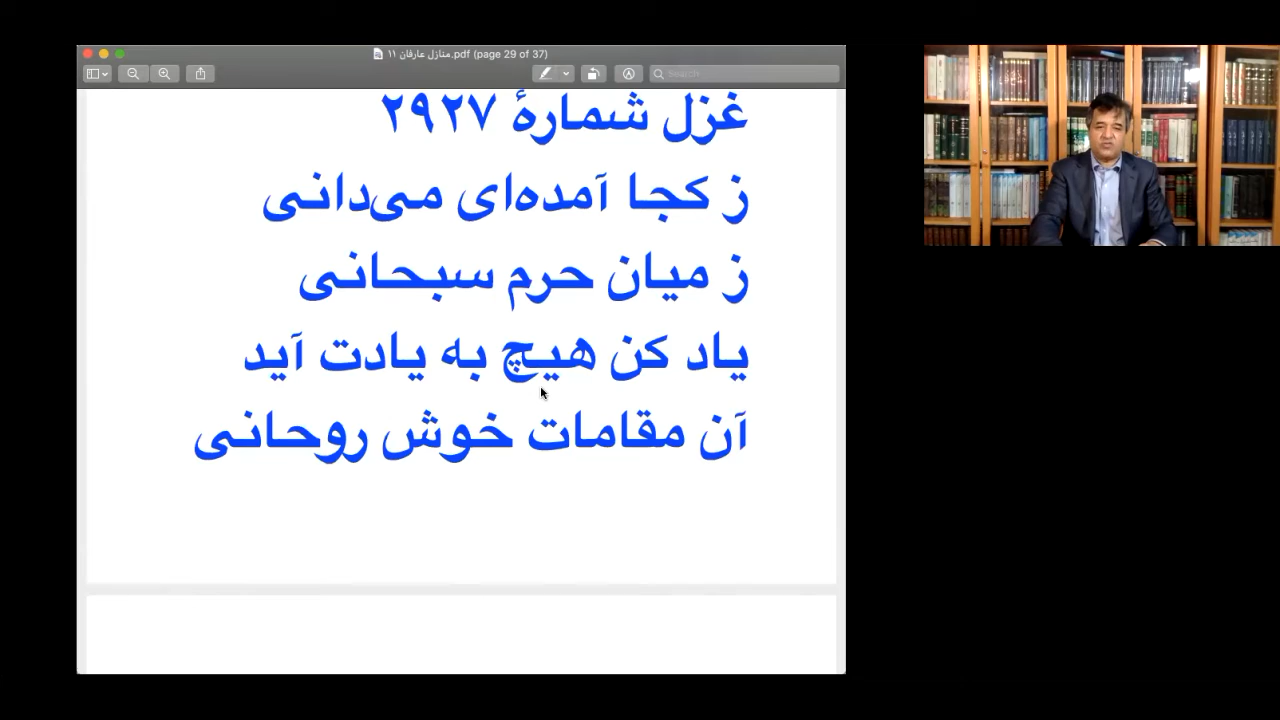 منازل عارفان ۱۱.pdf (page 29 of 37)
Search
غزل شمارهٔ ۲۹۲۷
ز کجا آمده‌ای می‌دانی
ز میان حرم سبحانی
یاد کن هیچ به یادت آید
آن مقامات خوش روحانی